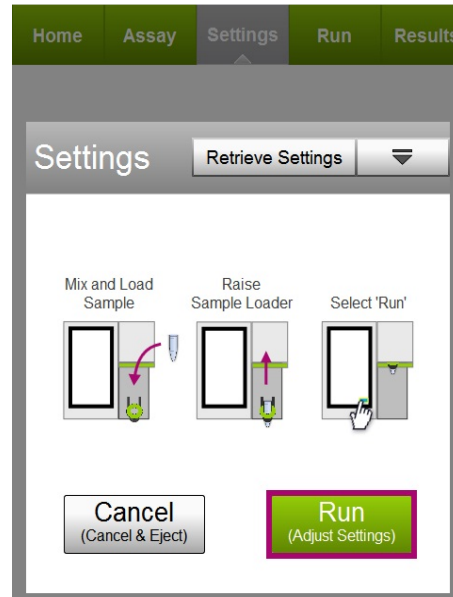 Home Assay Settings Run Results
Settings Retrieve Settings
Mix and Load
Sample
Raise
Sample Loader
Select 'Run'
Cancel
(Cancel & Eject)
Run
(Adjust Settings)